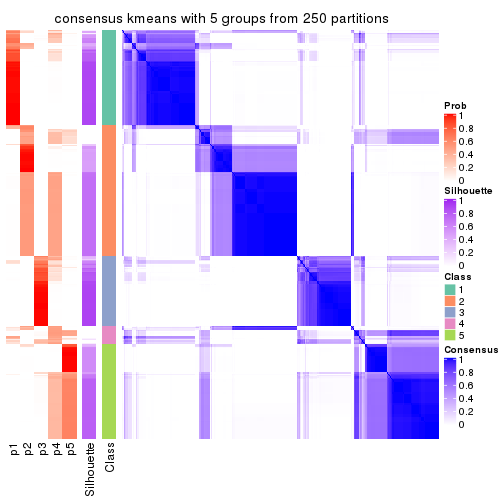 consensus kmeans with 5 groups from 250 partitions
Prob
1
0.8
0.6
0.4
0.2
0
Silhouette
1
0.8
0.6
0.4
0.2
0
Class
1
2
3
4
5
Consensus
1
0.8
0.6
0.4
0.2
0
p1
p2
p3
p4
p5
Silhouette
Class